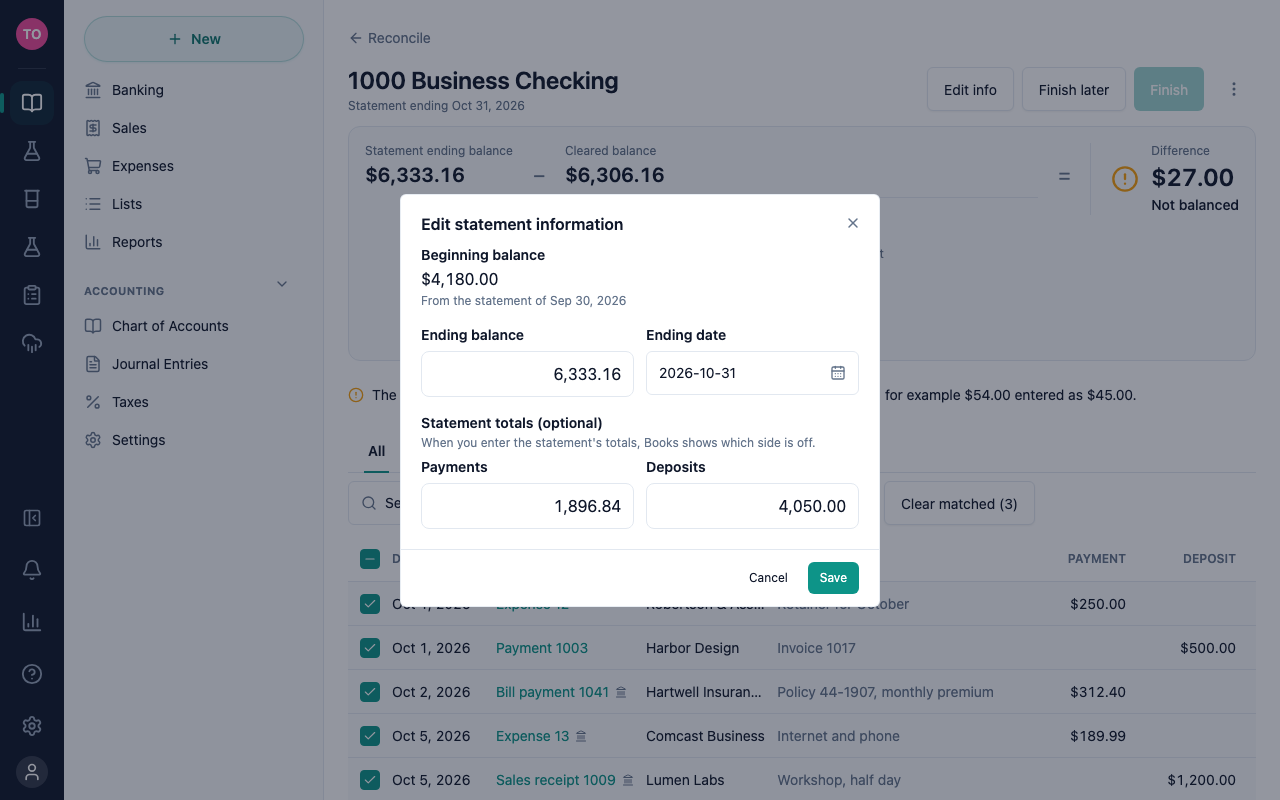 TO
New
Banking
Sales
Expenses
Lists
Reports
ACCOUNTING
Chart of Accounts
Journal Entries
Taxes
Settings
Reconcile
1000 Business Checking
Statement ending Oct 31, 2026
Edit info
Finish later
Finish
Statement ending balance
$6,333.16
–
Cleared balance
$6,306.16
=
Difference
$27.00
Not balanced
Edit statement information
Beginning balance
$4,180.00
From the statement of Sep 30, 2026
Ending balance
6,333.16
Ending date
2026-10-31
Statement totals (optional)
When you enter the statement's totals, Books shows which side is off.
Payments
1,896.84
Deposits
4,050.00
Cancel
Save
The
for example $54.00 entered as $45.00.
All
Clear matched (3)
PAYMENT DEPOSIT
Oct 1, 2026 Expense 12 October $250.00
Oct 1, 2026 Payment 1003 Harbor Design Invoice 1017 $500.00
Oct 2, 2026 Bill payment 1041 Hartwell Insuran... Policy 44-1907, monthly premium $312.40
Oct 5, 2026 Expense 13 Comcast Business Internet and phone $189.99
Oct 5, 2026 Sales receipt 1009 Lumen Labs Workshop, half day $1,200.00